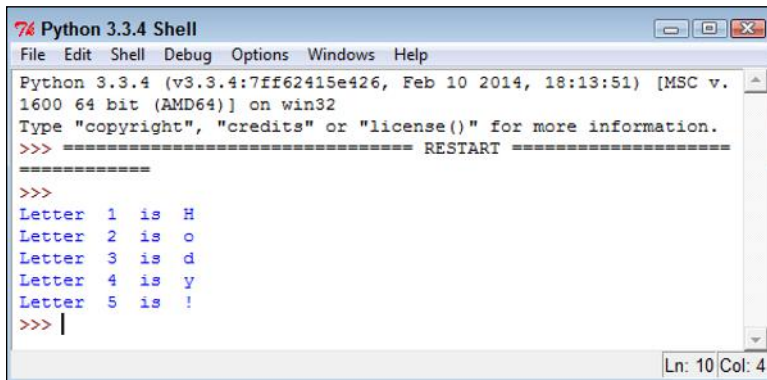 Python 3.3.4 Shell
File Edit Shell Debug Options Windows Help
Python 3.3.4 (v3.3.4:7ff62415e426, Feb 10 2014, 18:13:51) [MSC v.
1600 64 bit (AMD64)] on win32
Type "copyright", "credits" or "license()" for more information.
>>> ================================ RESTART ====================
============
>>>
Letter 1 is H
Letter 2 is o
Letter 3 is d
Letter 4 is y
Letter 5 is !
>>>
Ln: 10 Col: 4